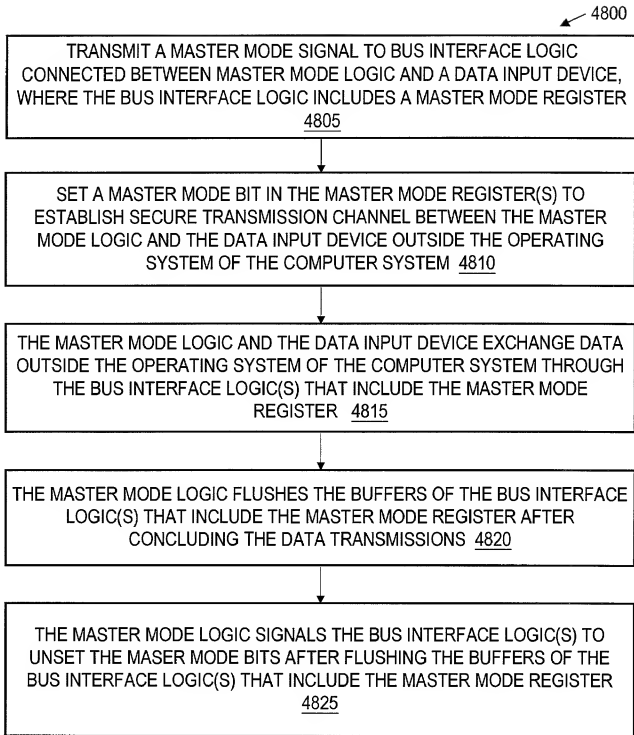 4800
TRANSMIT A MASTER MODE SIGNAL TO BUS INTERFACE LOGIC
CONNECTED BETWEEN MASTER MODE LOGIC AND A DATA INPUT DEVICE,
WHERE THE BUS INTERFACE LOGIC INCLUDES A MASTER MODE REGISTER
4805
SET A MASTER MODE BIT IN THE MASTER MODE REGISTER(S) TO
ESTABLISH SECURE TRANSMISSION CHANNEL BETWEEN THE MASTER
MODE LOGIC AND THE DATA INPUT DEVICE OUTSIDE THE OPERATING
SYSTEM OF THE COMPUTER SYSTEM 4810
THE MASTER MODE LOGIC AND THE DATA INPUT DEVICE EXCHANGE DATA
OUTSIDE THE OPERATING SYSTEM OF THE COMPUTER SYSTEM THROUGH
THE BUS INTERFACE LOGIC(S) THAT INCLUDE THE MASTER MODE
REGISTER 4815
THE MASTER MODE LOGIC FLUSHES THE BUFFERS OF THE BUS INTERFACE
LOGIC(S) THAT INCLUDE THE MASTER MODE REGISTER AFTER
CONCLUDING THE DATA TRANSMISSIONS 4820
THE MASTER MODE LOGIC SIGNALS THE BUS INTERFACE LOGIC(S) TO
UNSET THE MASER MODE BITS AFTER FLUSHING THE BUFFERS OF THE
BUS INTERFACE LOGIC(S) THAT INCLUDE THE MASTER MODE REGISTER
4825